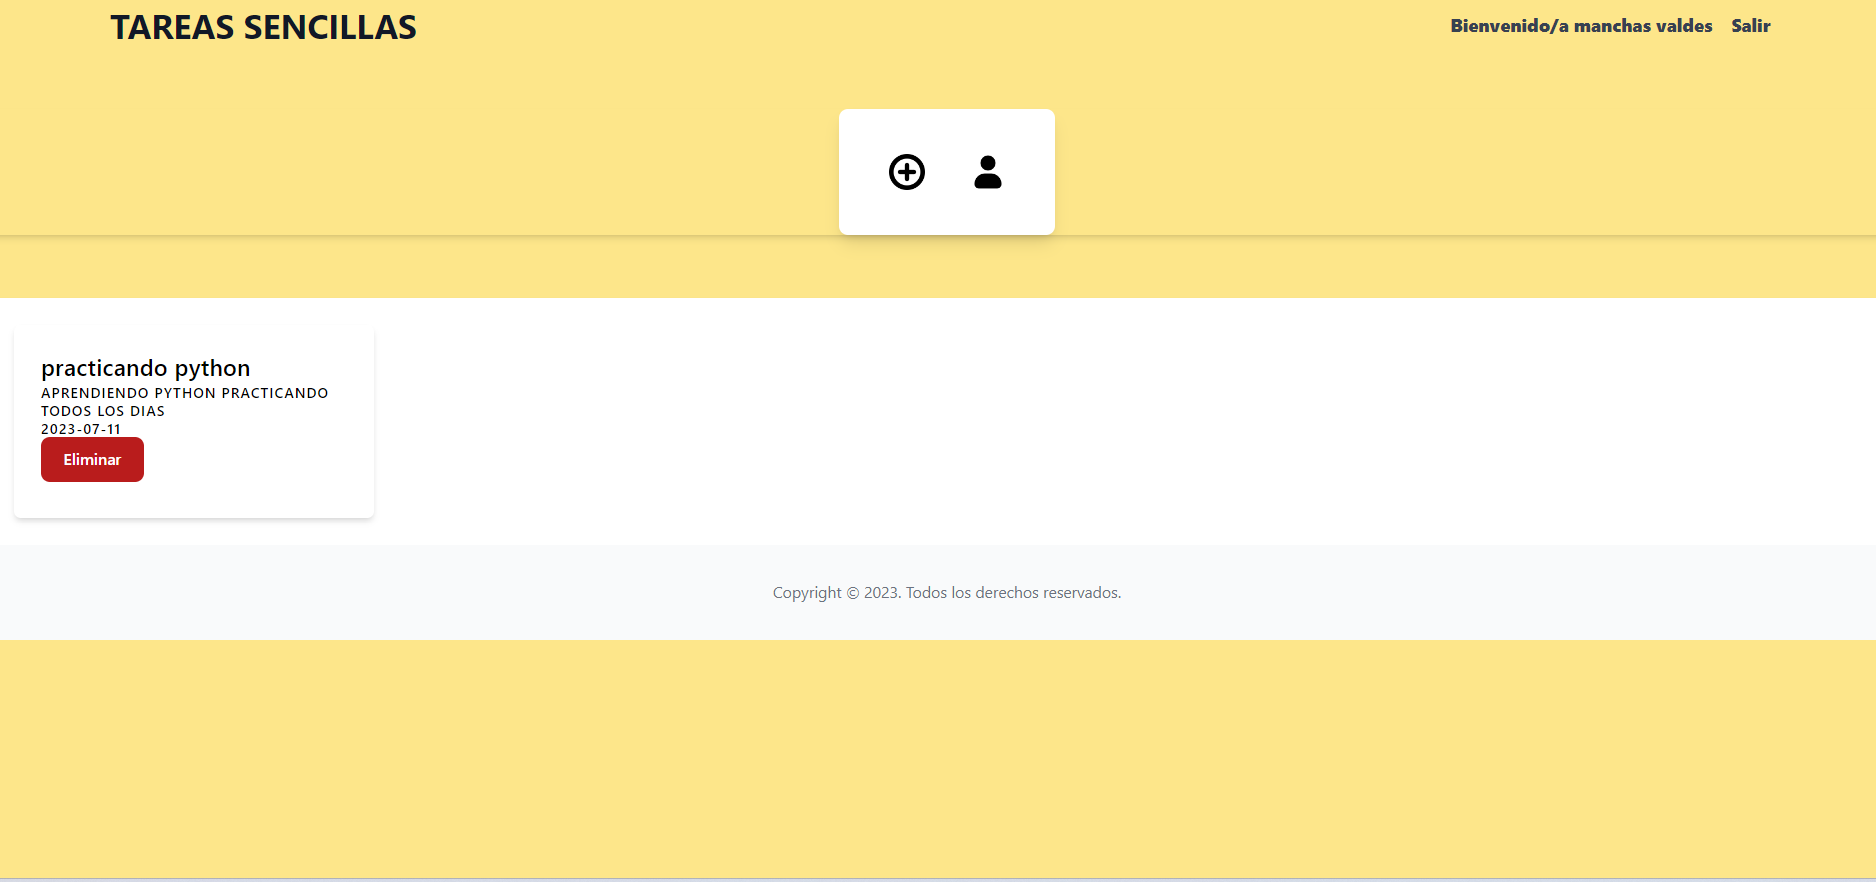 TAREAS SENCILLAS
Bienvenido/a manchas valdes Salir
practicando python
APRENDIENDO PYTHON PRACTICANDO
TODOS LOS DIAS
2023-07-11
Eliminar
Copyright © 2023. Todos los derechos reservados.